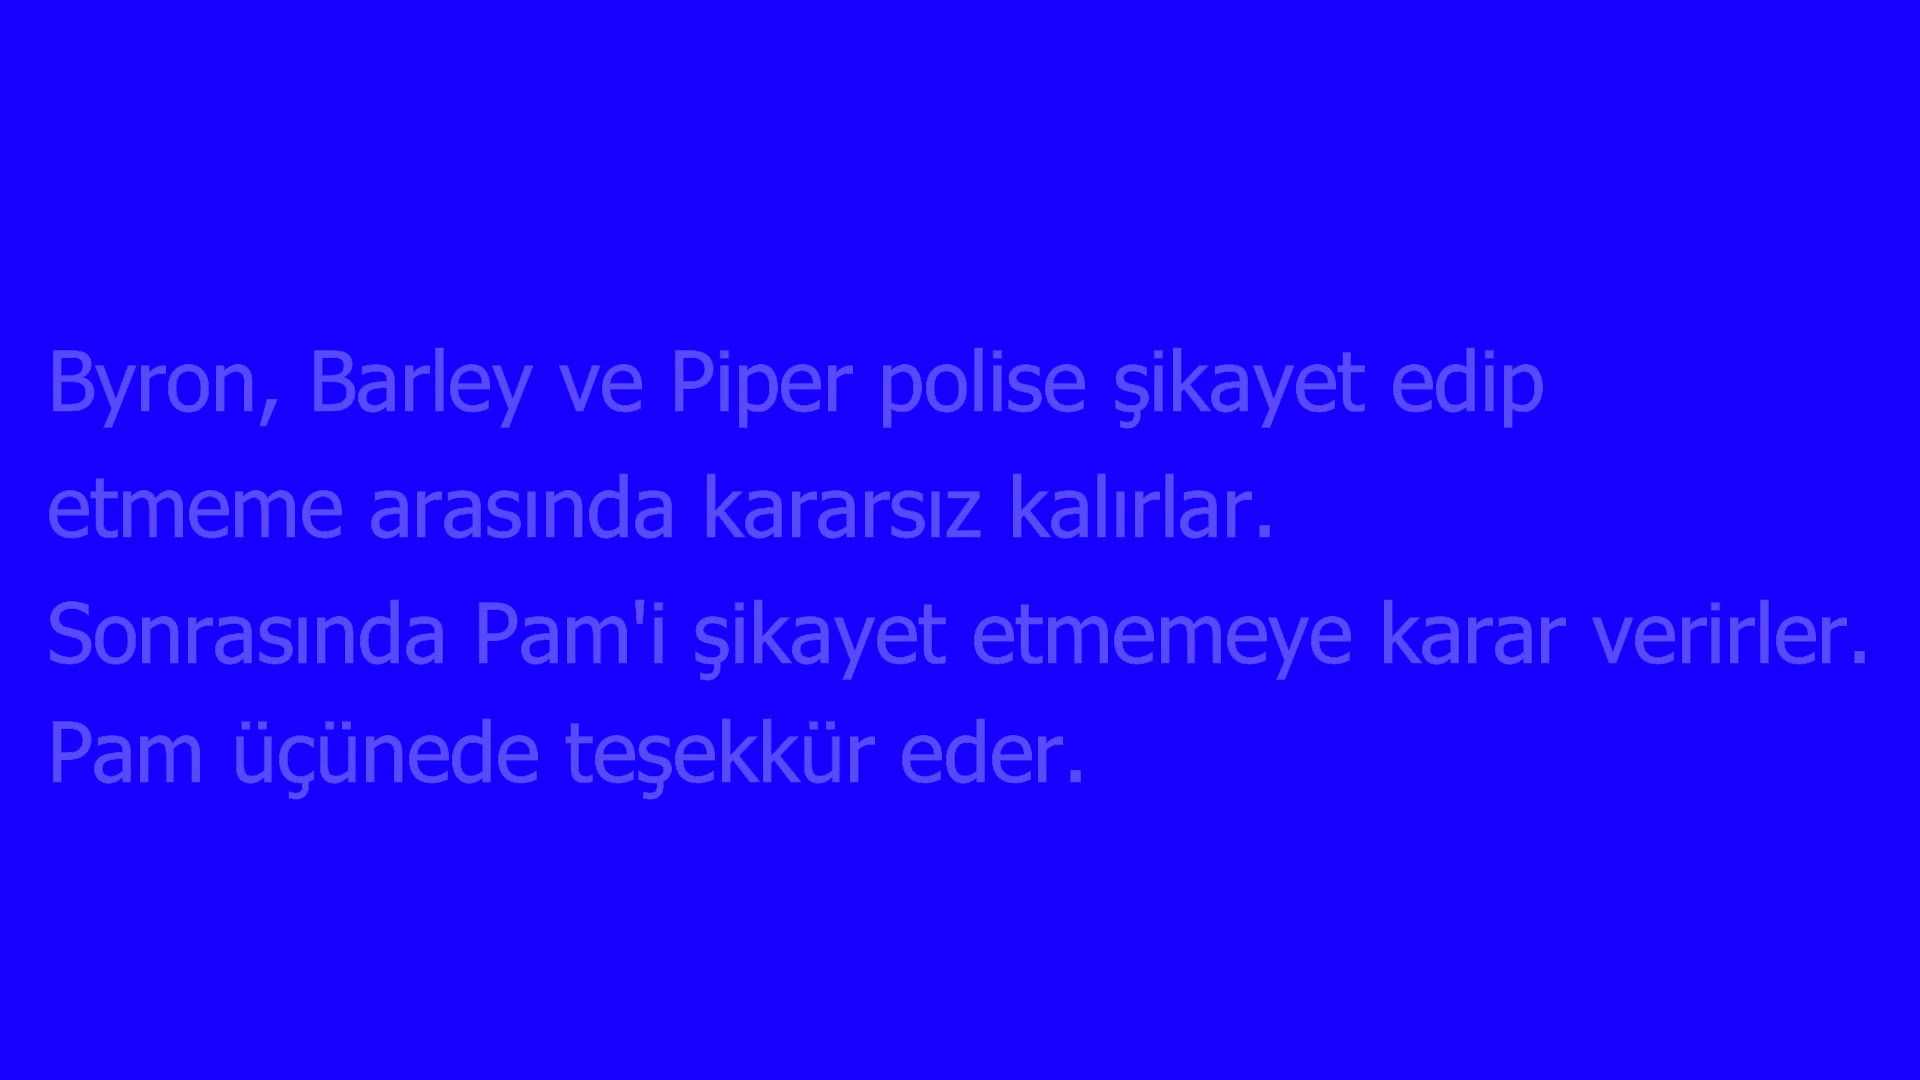 Byron, Barley ve Piper polise şikayet edip
etmeme arasında kararsız kalırlar.
Sonrasında Pam'i şikayet etmemeye karar verirler.
Pam üçünede teşekkür eder.